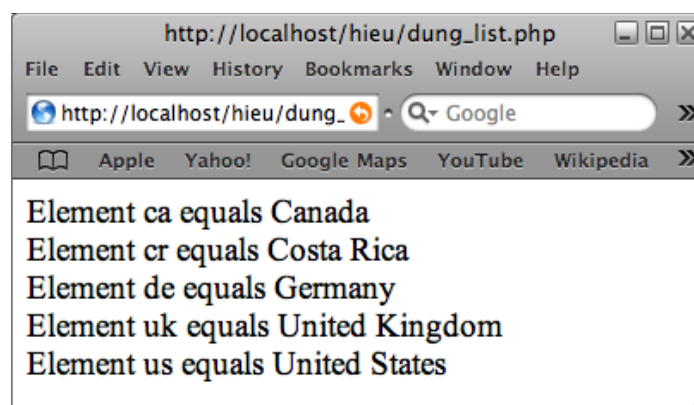 http://localhost/hieu/dung_list.php
File Edit View History Bookmarks Window Help
http://localhost/hieu/dung_ Google
Apple Yahoo! Google Maps YouTube Wikipedia
Element ca equals Canada
Element cr equals Costa Rica
Element de equals Germany
Element uk equals United Kingdom
Element us equals United States